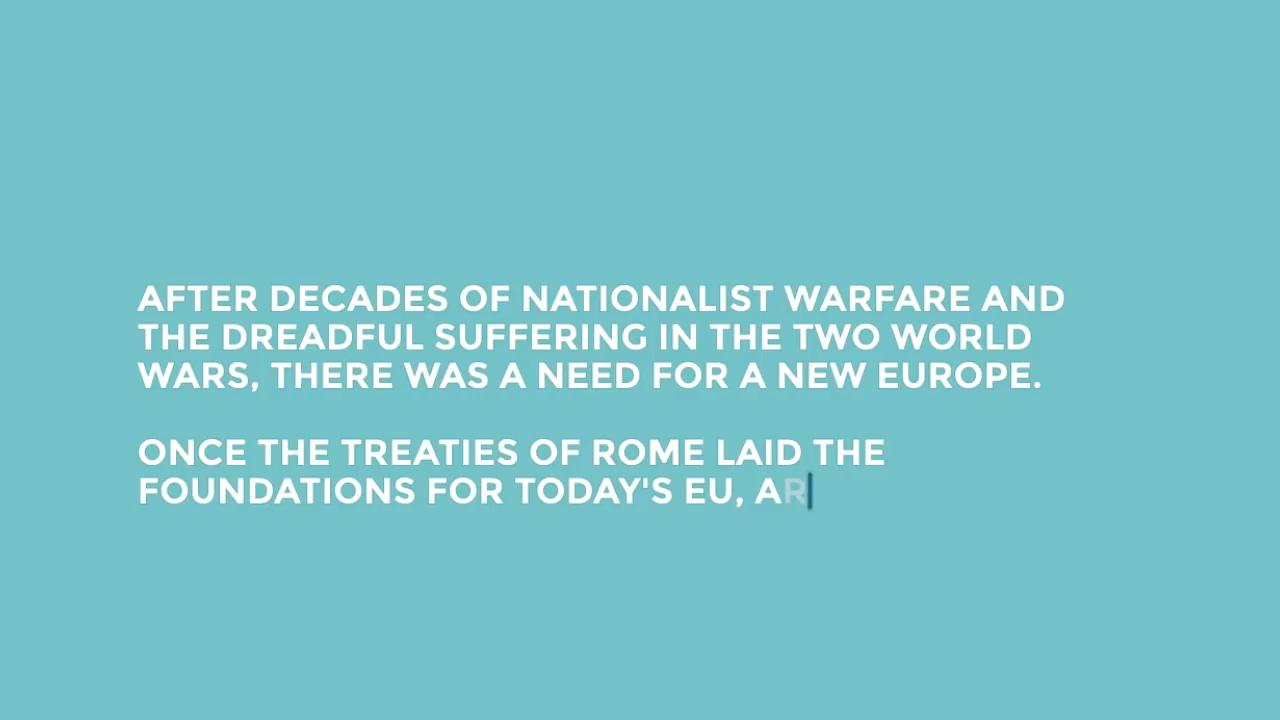 AFTER DECADES OF NATIONALIST WARFARE AND
THE DREADFUL SUFFERING IN THE TWO WORLD
WARS, THERE WAS A NEED FOR A NEW EUROPE.
ONCE THE TREATIES OF ROME LAID THE
FOUNDATIONS FOR TODAY'S EU, AR